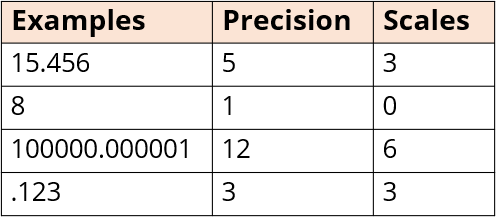 Examples Precision Scales
15.456 5 3
8 1 0
100000.000001 12 6
.123 3 3